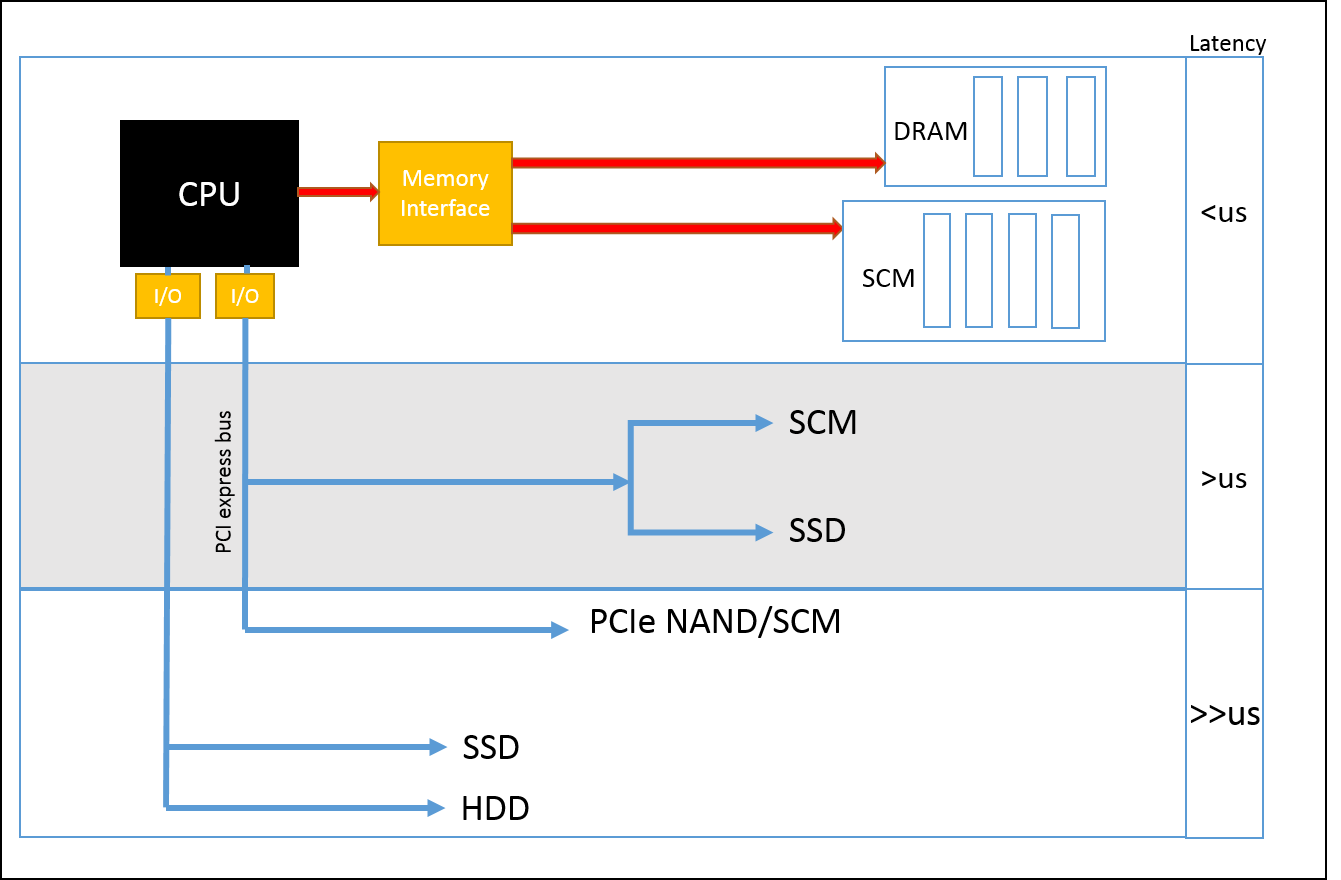 Latency
CPU
Memory
Interface
DRAM
SCM
<us
I/O
I/O
PCI express bus
SCM
SSD
>us
PCIe NAND/SCM
SSD
HDD
>>us